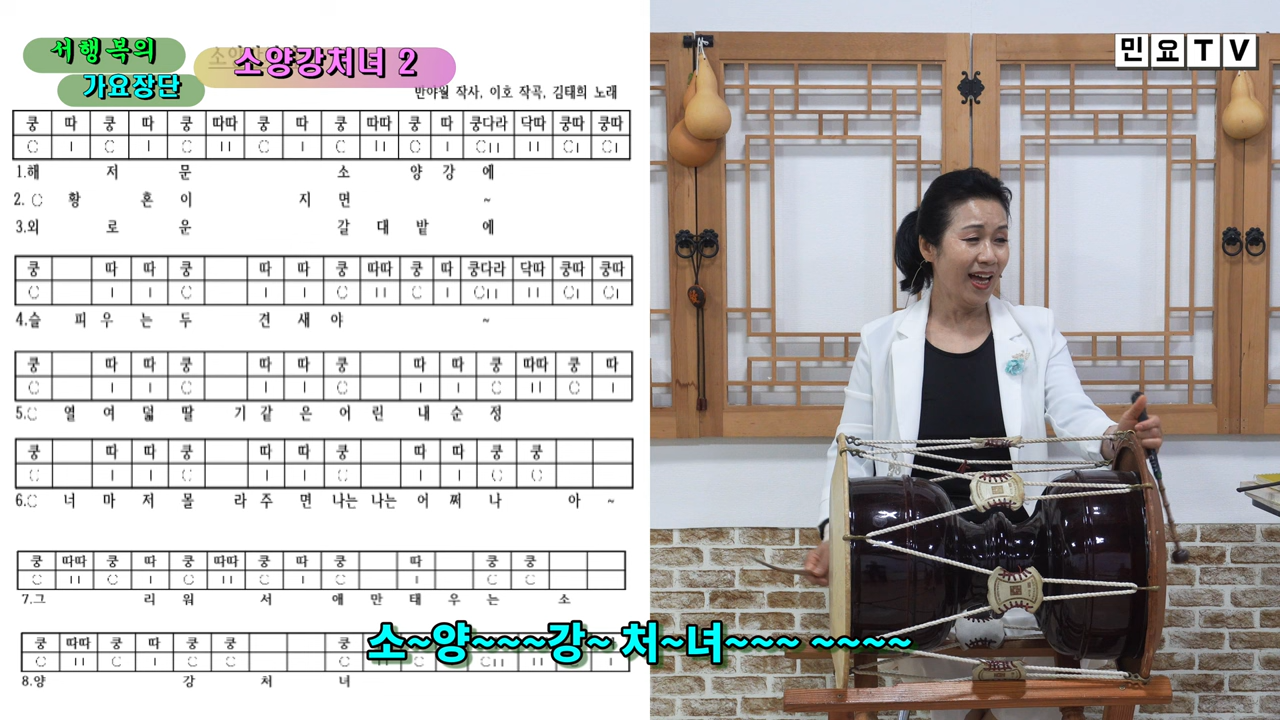 서행복의
가요장단
소양강처녀 2
민요TV
반야월 작사, 이호 작곡, 김태희 노래
쿵 따 쿵 따 쿵 따따 쿵 따 쿵 따따 쿵 따 쿵다라 닥따 쿵따 쿵따
1.해 저 문 소 양 강 에
2. 황 혼 이 지 면 ~
3.외 로 운 갈 대 밭 에
쿵 따 따 쿵 따 따 쿵 따따 쿵 따 쿵다라 닥따 쿵따 쿵따
4.슬 피 우 는 두 견 새 야 ~
쿵 따 따 쿵 따 따 쿵 따 따 쿵 따따 쿵 따
5. 열 여 덟 딸 기 같 은 어 린 내 순 정
쿵 따 따 쿵 따 따 쿵 따 따 쿵 쿵
6. 너 마 저 몰 라 주 면 나는 나는 어 쩌 나 아 ~
쿵 따따 쿵 따 쿵 따따 쿵 따 쿵 따 쿵 쿵
7.그 리 워 서 애 만 태 우 는 소
쿵 따따 쿵 따 쿵 쿵 쿵
8.양 강 처 녀
소~양~~~강~ 처~녀~~~ ~~~~